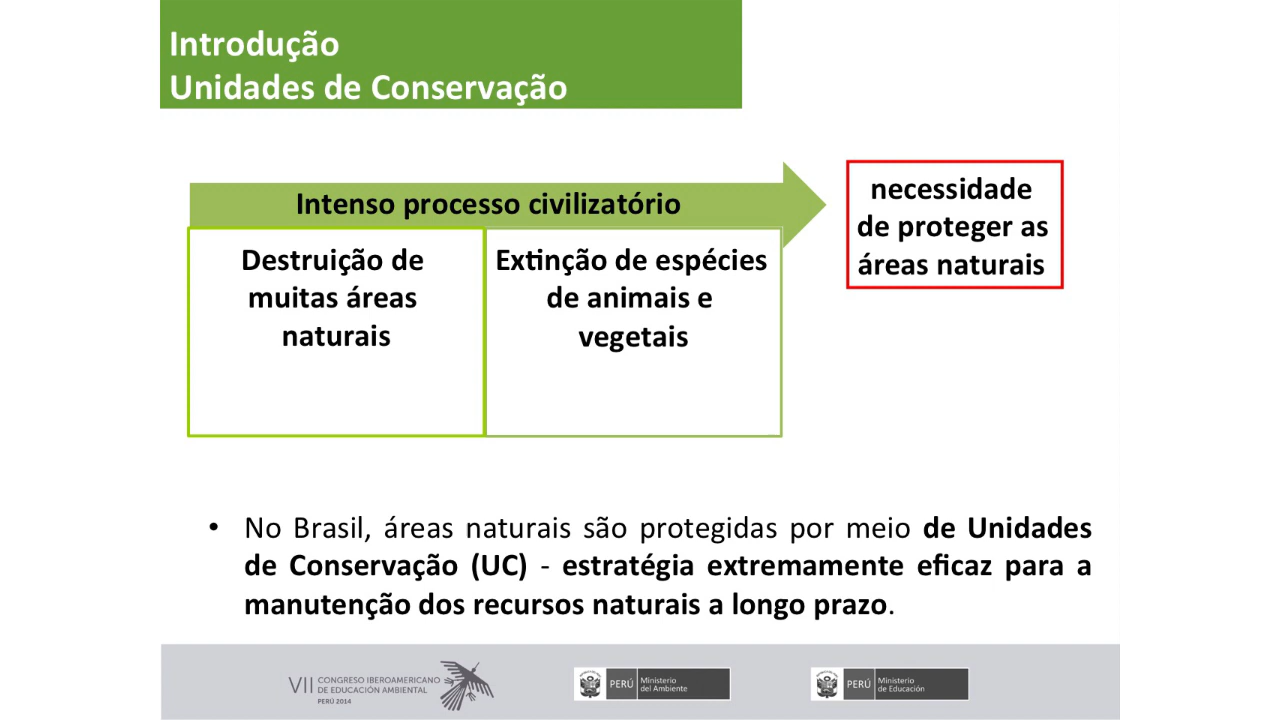 Introdução
Unidades de Conservação
Intenso processo civilizatório
necessidade
de proteger as
áreas naturais
Destruição de
muitas áreas
naturais
Extinção de espécies
de animais e
vegetais
• No Brasil, áreas naturais são protegidas por meio de Unidades
de Conservação (UC) - estratégia extremamente eficaz para a
manutenção dos recursos naturais a longo prazo.
VII CONGRESO IBEROAMERICANO
DE EDUCACIÓN AMBIENTAL
PERÚ 2014
PERÚ Ministerio
del Ambiente
PERÚ Ministerio
de Educación